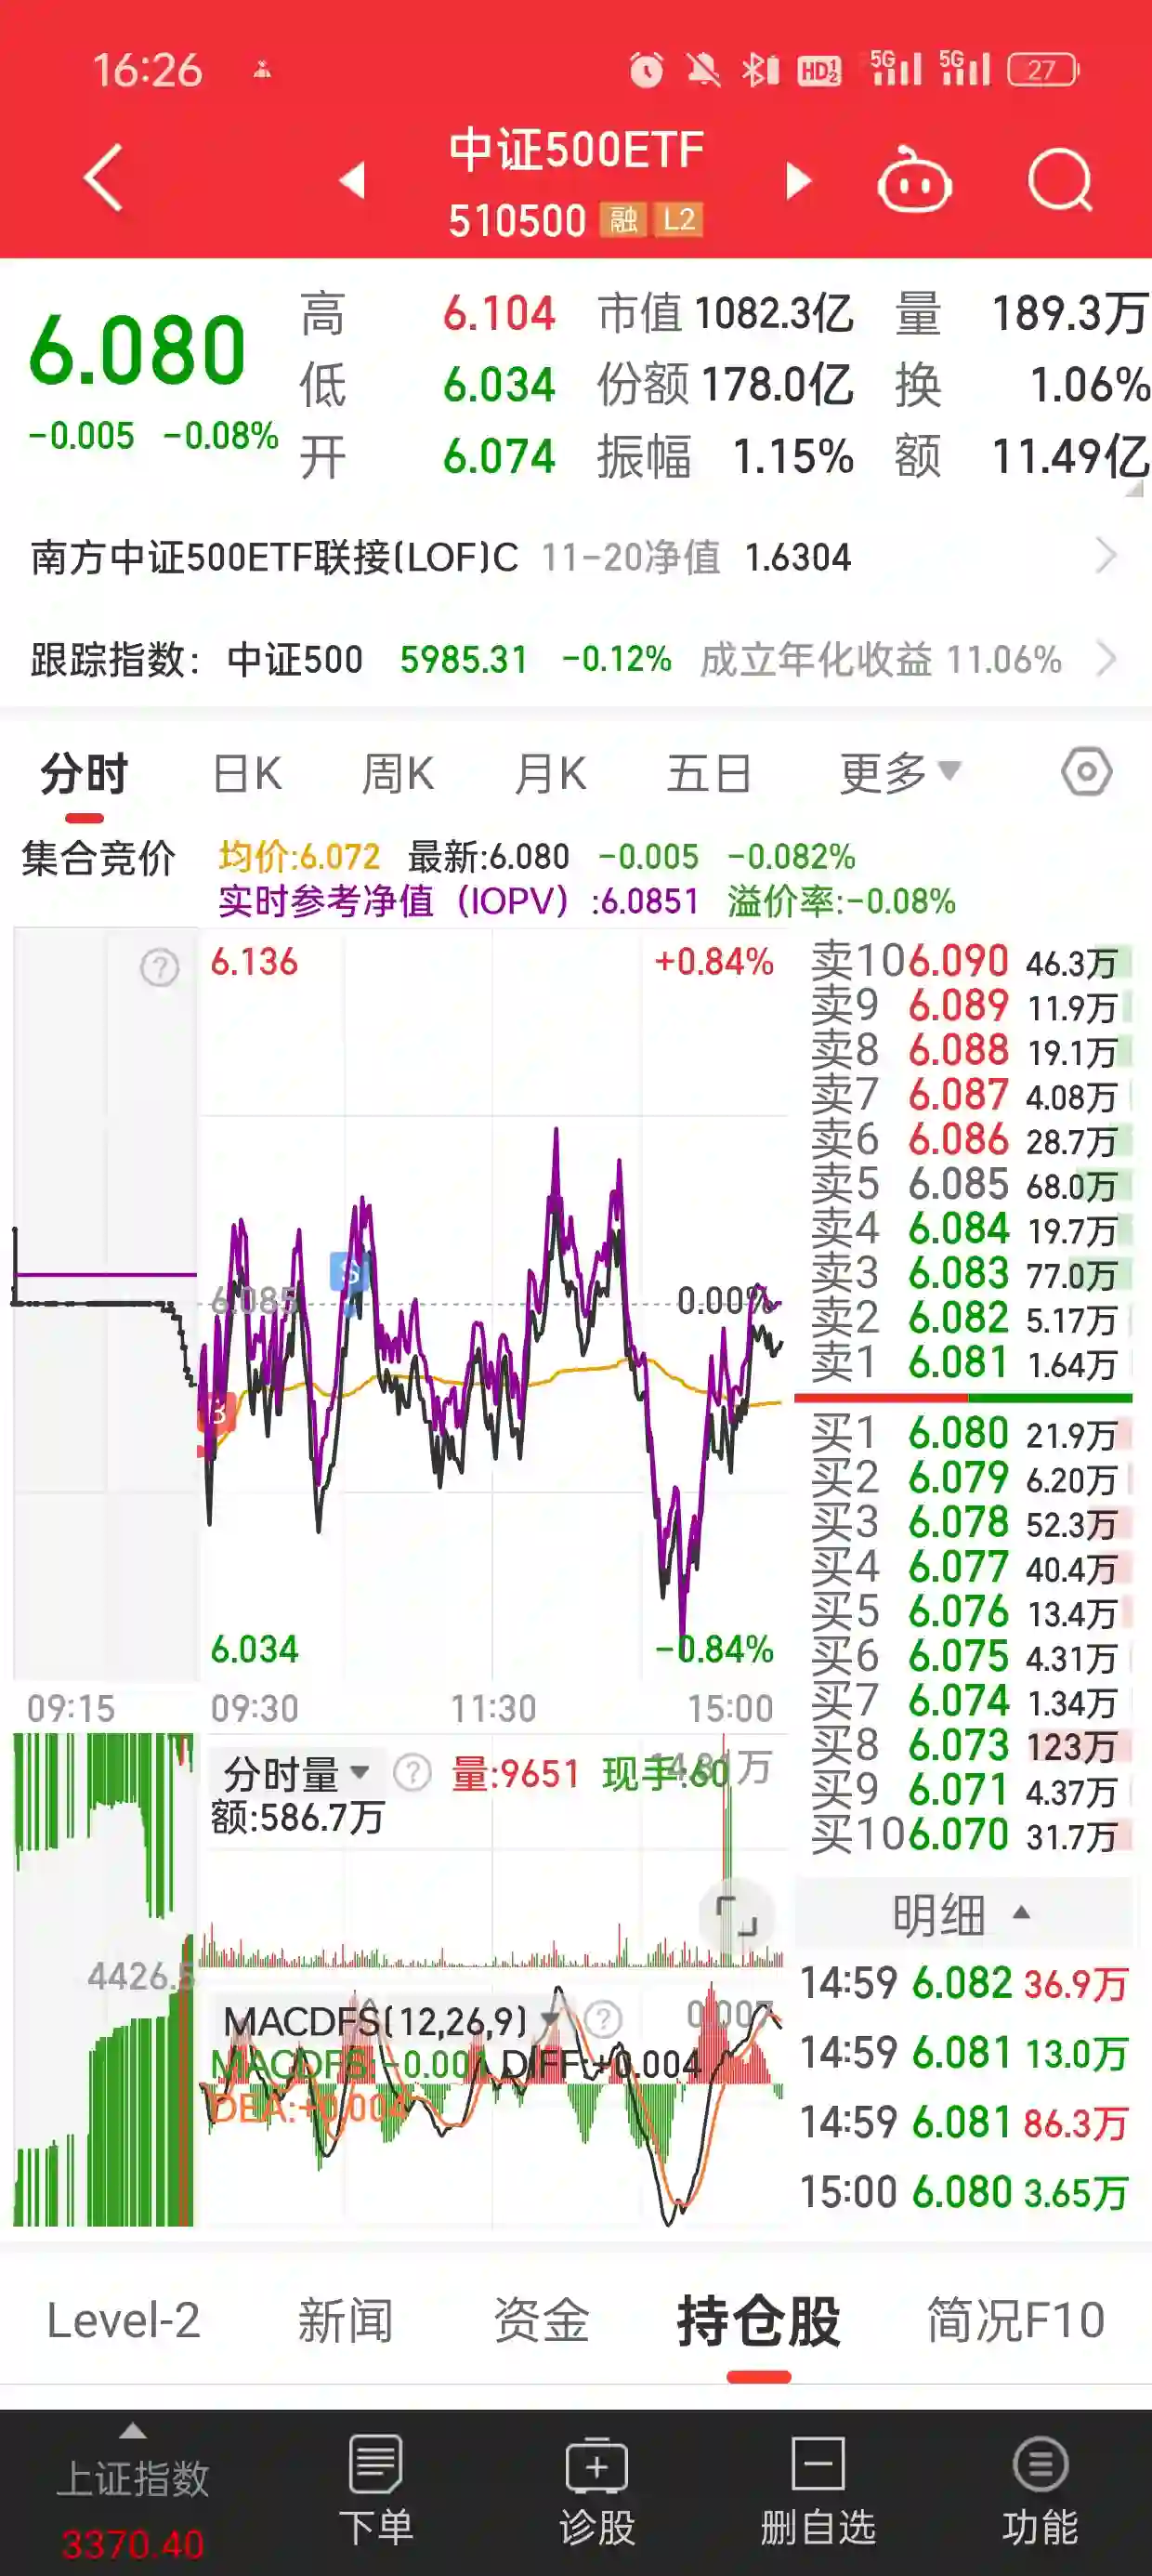 16:26 HD 1 2 5G 5G 27
中证500ETF
510500 融 L2
6.080
-0.005 -0.08%
高 6.104 市值 1082.3亿 量 189.3万
低 6.034 份额 178.0亿 换 1.06%
开 6.074 振幅 1.15% 额 11.49亿
南方中证500ETF联接(LOF)C 11-20净值 1.6304
跟踪指数: 中证500 5985.31 -0.12% 成立年化收益 11.06%
分时 日K 周K 月K 五日 更多
集合竞价 均价:6.072 最新:6.080 -0.005 -0.082%
实时参考净值 (IOPV) :6.0851 溢价率:-0.08%
? 6.136 +0.84%
S
6.085 0.00%
6.034 -0.84%
09:15 09:30 11:30 15:00
分时量 ? 量:9651 现手:60
额:586.7万
4426.5
MACDFS(12,26,9) ? 0.007
MACDFS:-0.001 DIFF:+0.004
DEA:+0.004
卖10 6.090 46.3万
卖9 6.089 11.9万
卖8 6.088 19.1万
卖7 6.087 4.08万
卖6 6.086 28.7万
卖5 6.085 68.0万
卖4 6.084 19.7万
卖3 6.083 77.0万
卖2 6.082 5.17万
卖1 6.081 1.64万
买1 6.080 21.9万
买2 6.079 6.20万
买3 6.078 52.3万
买4 6.077 40.4万
买5 6.076 13.4万
买6 6.075 4.31万
买7 6.074 1.34万
买8 6.073 123万
买9 6.071 4.37万
买10 6.070 31.7万
明细
14:59 6.082 36.9万
14:59 6.081 13.0万
14:59 6.081 86.3万
15:00 6.080 3.65万
Level-2 新闻 资金 持仓股 简况F10
上证指数 下单 诊股 删自选 功能
3370.40